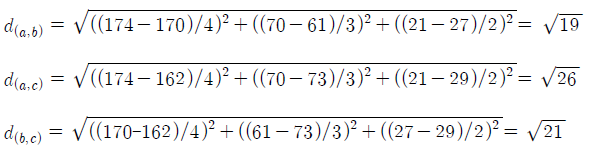 d(a,b) = √((174 − 170)/4)² + ((70 − 61)/3)² + ((21 − 27)/2)² = √19
d(a,c) = √((174 − 162)/4)² + ((70 − 73)/3)² + ((21 − 29)/2)² = √26
d(b,c) = √((170-162)/4)² + ((61 − 73)/3)² + ((27 − 29)/2)² = √21